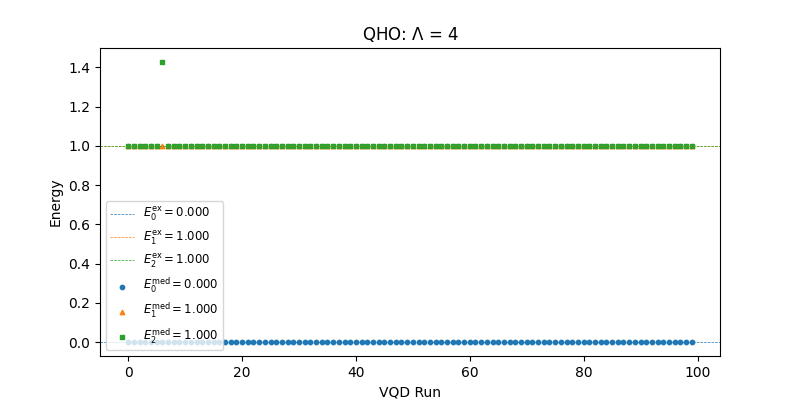 QHO: Λ = 4
Energy
1.4
1.2
1.0
0.8
0.6
0.4
0.2
0.0
E_0^ex = 0.000
E_1^ex = 1.000
E_2^ex = 1.000
E_0^med = 0.000
E_1^med = 1.000
E_2^med = 1.000
0 20 40 60 80 100
VQD Run